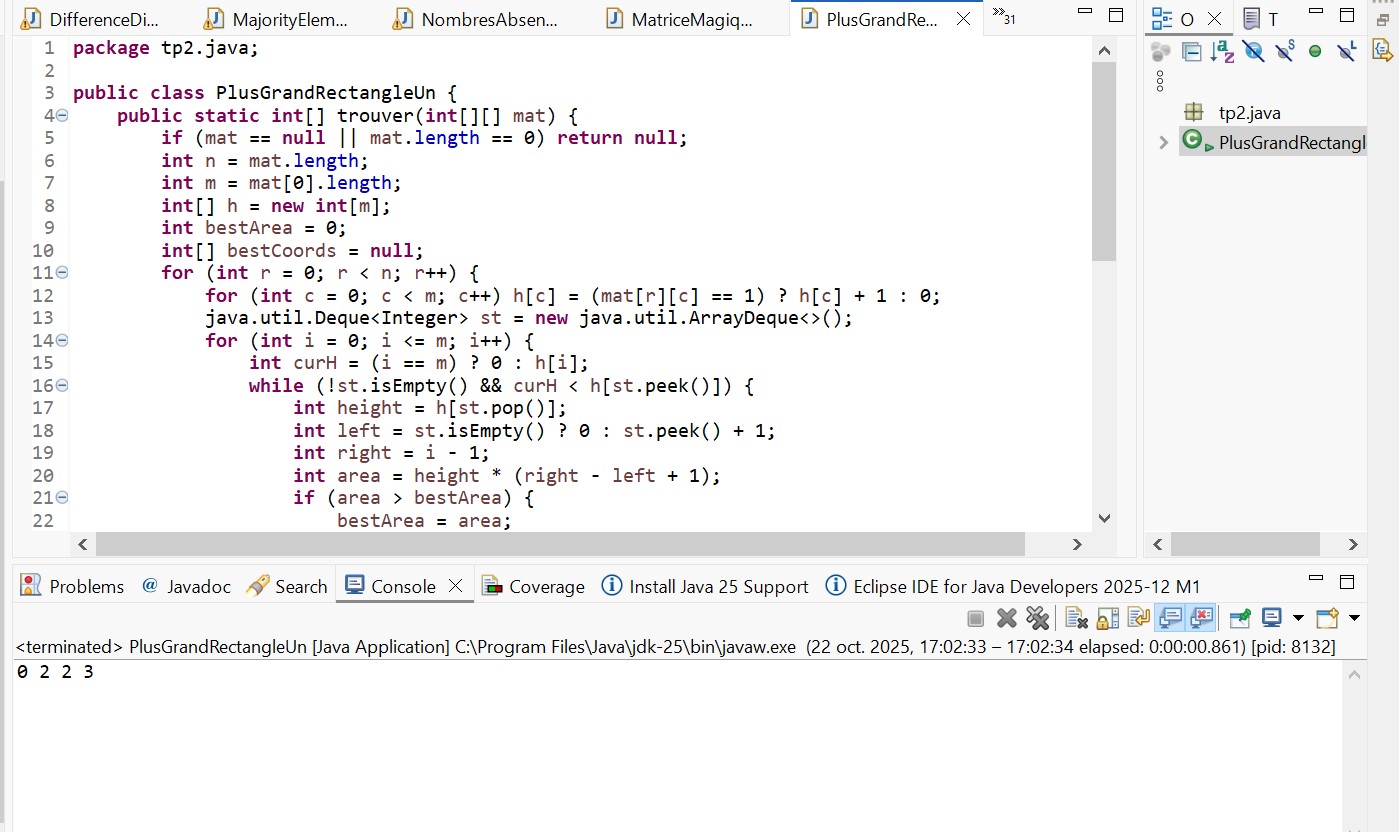 DifferenceDi...
MajorityElem...
NombresAbsen...
MatriceMagiq...
PlusGrandRe...
31
O
T
1 package tp2.java;
2
3 public class PlusGrandRectangleUn {
4 public static int[] trouver(int[][] mat) {
5 if (mat == null || mat.length == 0) return null;
6 int n = mat.length;
7 int m = mat[0].length;
8 int[] h = new int[m];
9 int bestArea = 0;
10 int[] bestCoords = null;
11 for (int r = 0; r < n; r++) {
12 for (int c = 0; c < m; c++) h[c] = (mat[r][c] == 1) ? h[c] + 1 : 0;
13 java.util.Deque<Integer> st = new java.util.ArrayDeque<>();
14 for (int i = 0; i <= m; i++) {
15 int curH = (i == m) ? 0 : h[i];
16 while (!st.isEmpty() && curH < h[st.peek()]) {
17 int height = h[st.pop()];
18 int left = st.isEmpty() ? 0 : st.peek() + 1;
19 int right = i - 1;
20 int area = height * (right - left + 1);
21 if (area > bestArea) {
22 bestArea = area;
tp2.java
PlusGrandRectangl
Problems
Javadoc
Search
Console
Coverage
Install Java 25 Support
Eclipse IDE for Java Developers 2025-12 M1
<terminated> PlusGrandRectangleUn [Java Application] C:\Program Files\Java\jdk-25\bin\javaw.exe (22 oct. 2025, 17:02:33 – 17:02:34 elapsed: 0:00:00.861) [pid: 8132]
0 2 2 3